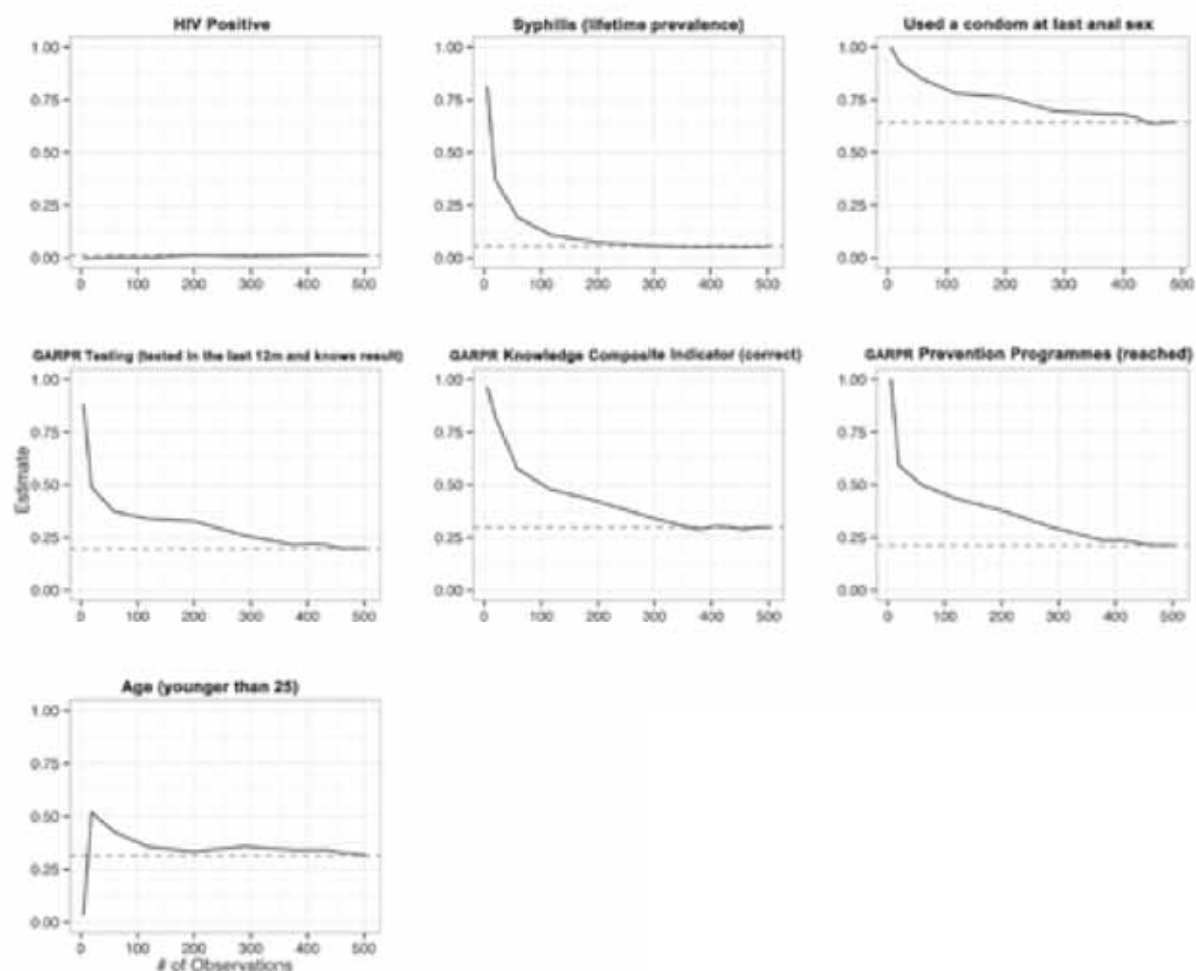 HIV Positive
Syphillis (lifetime prevalence)
Used a condom at last anal sex
1.00
0.75
0.50
0.25
0.00
0 100 200 300 400 500
1.00
0.75
0.50
0.25
0.00
0 100 200 300 400 500
1.00
0.75
0.50
0.25
0.00
0 100 200 300 400 500
GARPR Testing (tested in the last 12m and knows result)
GARPR Knowledge Composite Indicator (correct)
GARPR Prevention Programmes (reached)
Estimate
1.00
0.75
0.50
0.25
0.00
0 100 200 300 400 500
1.00
0.75
0.50
0.25
0.00
0 100 200 300 400 500
1.00
0.75
0.50
0.25
0.00
0 100 200 300 400 500
Age (younger than 25)
1.00
0.75
0.50
0.25
0.00
0 100 200 300 400 500
# of Observations